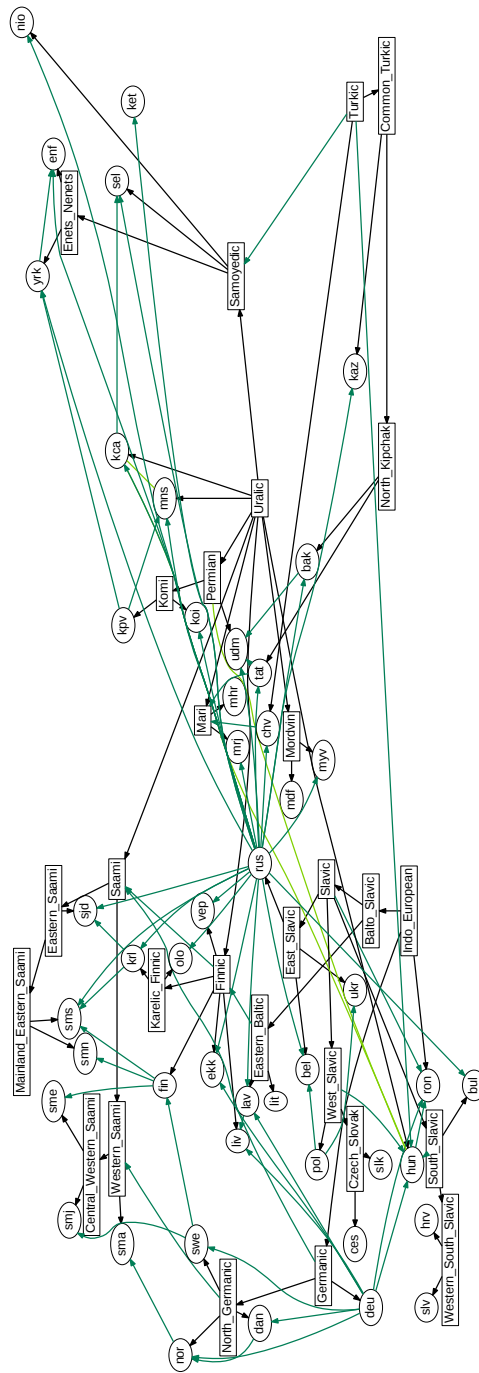 nio
ket
enf
Enets_Nenets
yrk
sel
Turkic
Common_Turkic
Samoyedic
kaz
kca
mns
Uralic
North_Kipchak
kpv
Komi
koi
Permian
udm
bak
tat
Mari
mhr
mrj
chv
Mordvin
mdf
myv
rus
Eastern_Saami
Mainland_Eastern_Saami
sjd
Saami
sms
smn
krl
Karelic_Finnic
olo
vep
Finnic
Slavic
East_Slavic
Balto_Slavic
Indo_European
ukr
sme
fin
ekk
lav
Eastern_Baltic
lit
liv
bel
West_Slavic
pol
Czech_Slovak
slk
ces
ron
bul
hun
South_Slavic
hrv
slv
Western_South_Slavic
smj
Central_Western_Saami
Western_Saami
sma
swe
North_Germanic
dan
nor
Germanic
deu